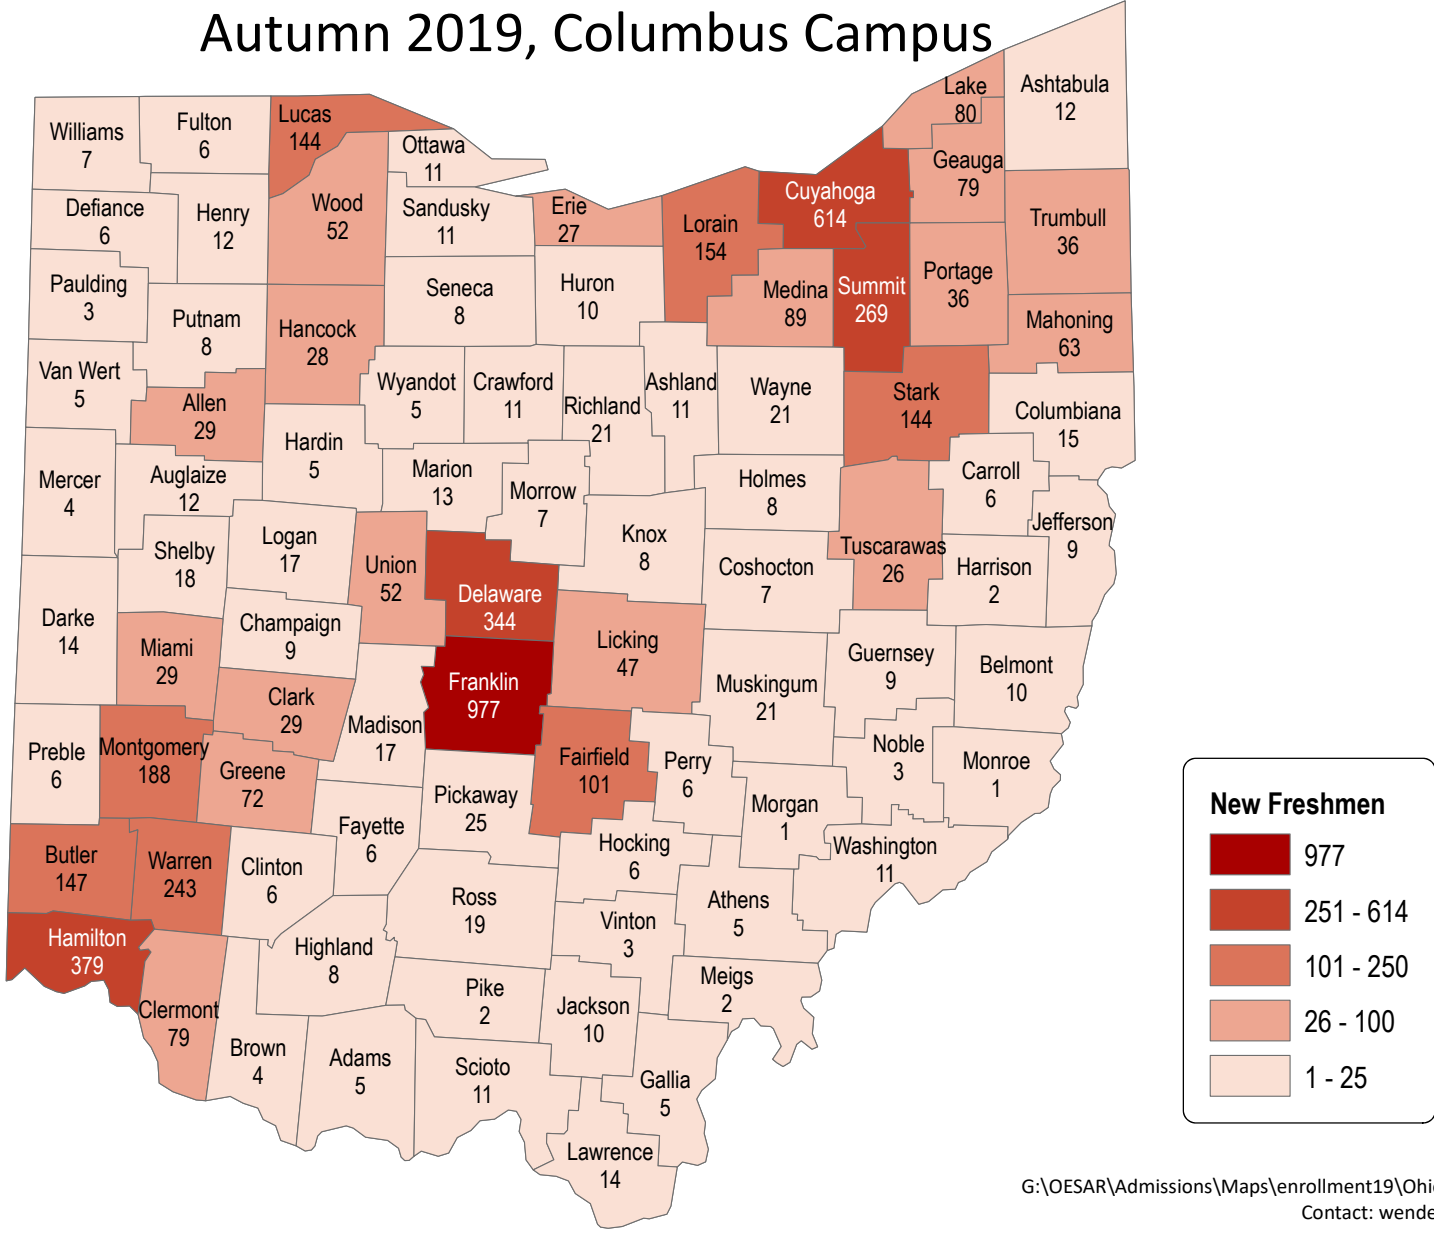 Autumn 2019, Columbus Campus
Williams
7
Fulton
6
Lucas
144
Ottawa
11
Lake
80
Ashtabula
12
Defiance
6
Henry
12
Wood
52
Sandusky
11
Erie
27
Lorain
154
Cuyahoga
614
Geauga
79
Trumbull
36
Paulding
3
Putnam
8
Hancock
28
Seneca
8
Huron
10
Medina
89
Summit
269
Portage
36
Mahoning
63
Van Wert
5
Allen
29
Wyandot
5
Crawford
11
Richland
21
Ashland
11
Wayne
21
Stark
144
Columbiana
15
Mercer
4
Auglaize
12
Hardin
5
Marion
13
Morrow
7
Holmes
8
Carroll
6
Jefferson
9
Shelby
18
Logan
17
Union
52
Delaware
344
Knox
8
Coshocton
7
Tuscarawas
26
Harrison
2
Darke
14
Miami
29
Champaign
9
Licking
47
Muskingum
21
Guernsey
9
Belmont
10
Clark
29
Madison
17
Franklin
977
Preble
6
Montgomery
188
Greene
72
Fairfield
101
Perry
6
Noble
3
Monroe
1
Fayette
6
Pickaway
25
Morgan
1
Washington
11
Butler
147
Warren
243
Clinton
6
Hocking
6
Ross
19
Athens
5
Hamilton
379
Highland
8
Vinton
3
Clermont
79
Pike
2
Jackson
10
Meigs
2
Brown
4
Adams
5
Scioto
11
Gallia
5
Lawrence
14
New Freshmen
977
251 - 614
101 - 250
26 - 100
1 - 25
G:\OESAR\Admissions\Maps\enrollment19\Ohi
Contact: wende